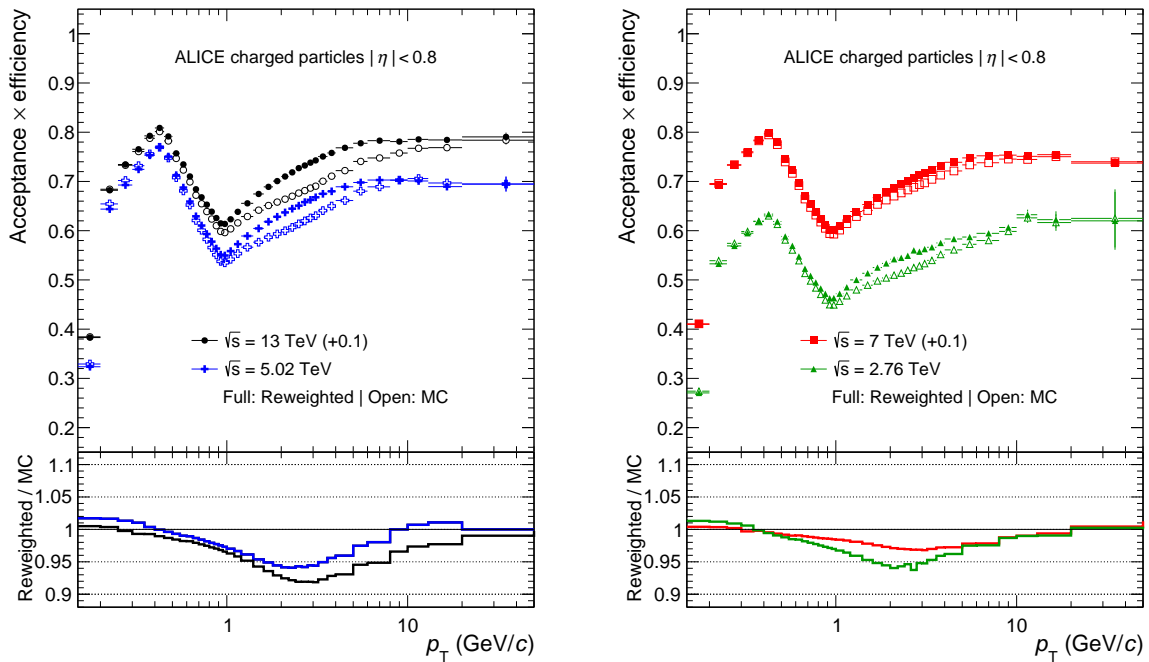 Acceptance × efficiency
1
0.9
0.8
0.7
0.6
0.5
0.4
0.3
0.2
ALICE charged particles | η | < 0.8
√s = 13 TeV (+0.1)
√s = 5.02 TeV
Full: Reweighted | Open: MC
Reweighted / MC
1.1
1.05
1
0.95
0.9
1 10
p_T (GeV/c)
Acceptance × efficiency
1
0.9
0.8
0.7
0.6
0.5
0.4
0.3
0.2
ALICE charged particles | η | < 0.8
√s = 7 TeV (+0.1)
√s = 2.76 TeV
Full: Reweighted | Open: MC
Reweighted / MC
1.1
1.05
1
0.95
0.9
1 10
p_T (GeV/c)